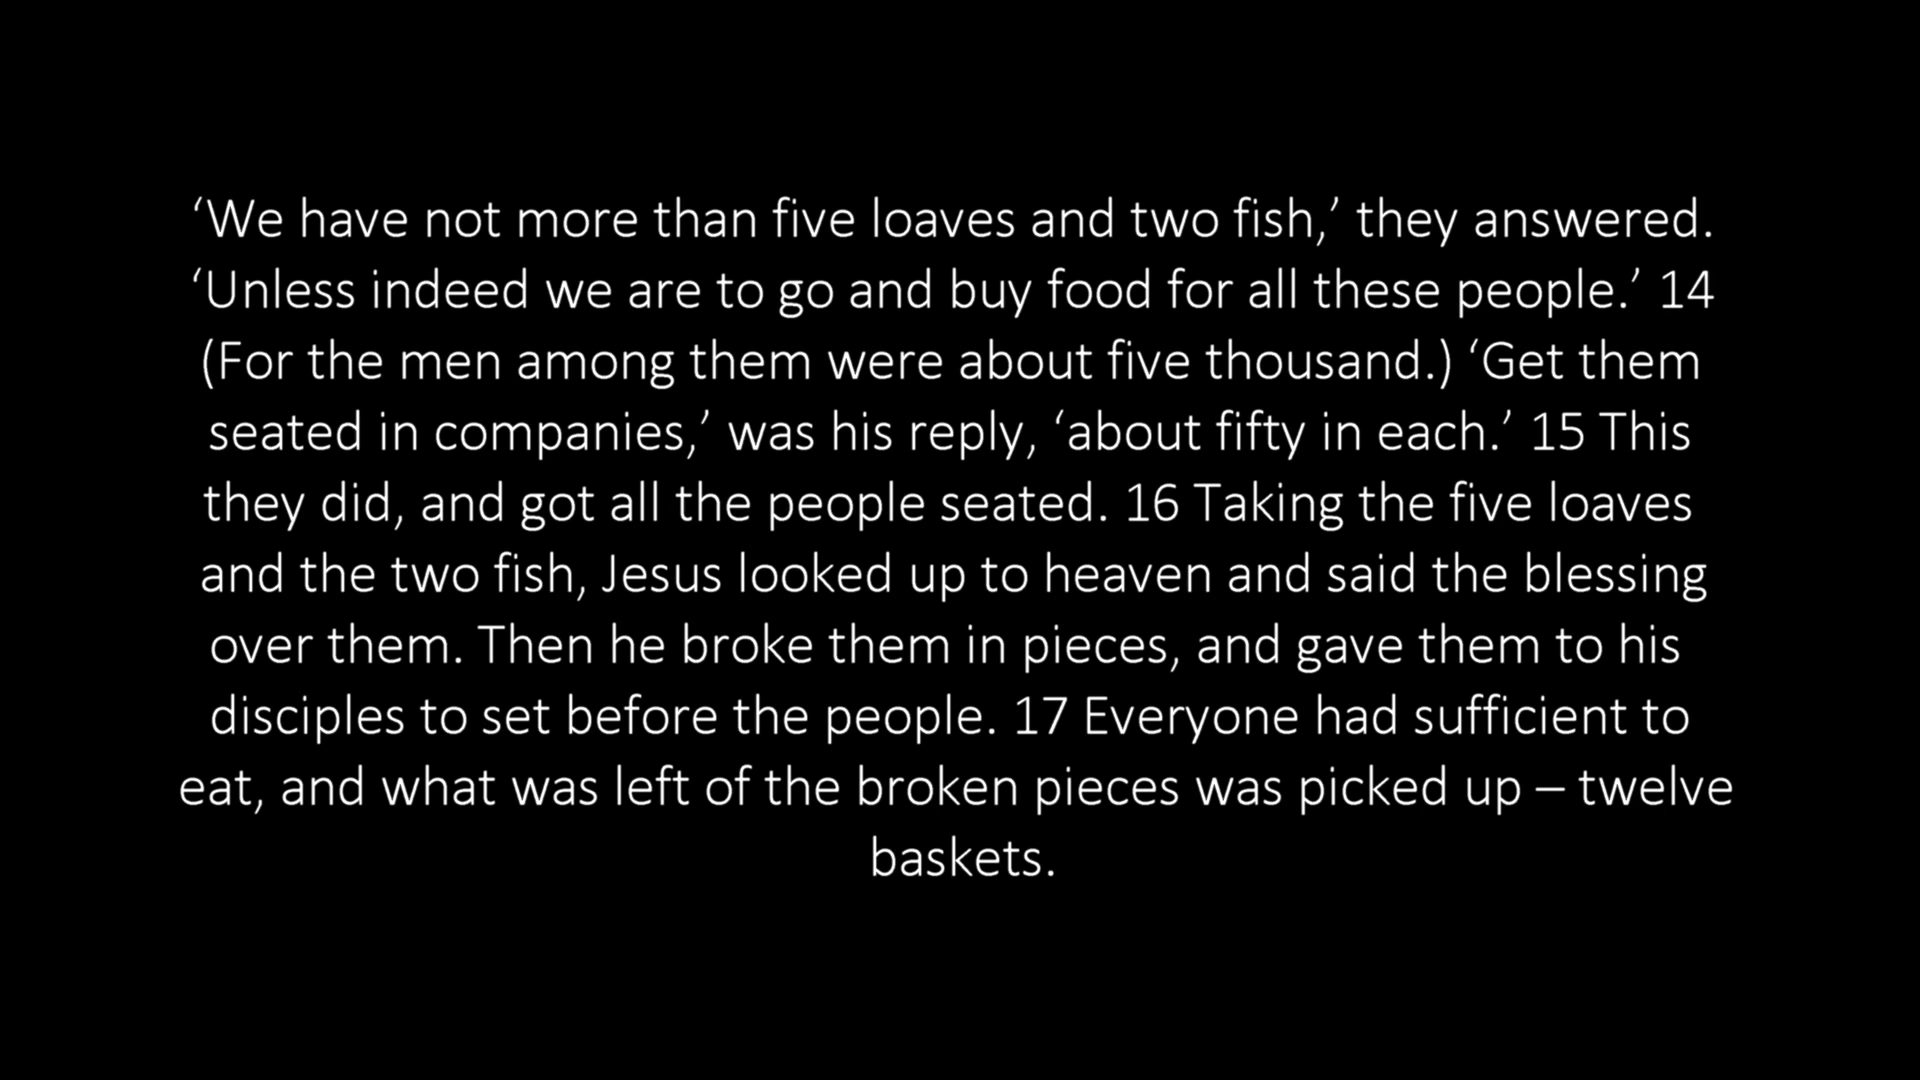 ‘We have not more than five loaves and two fish,’ they answered.
‘Unless indeed we are to go and buy food for all these people.’ 14
(For the men among them were about five thousand.) ‘Get them
seated in companies,’ was his reply, ‘about fifty in each.’ 15 This
they did, and got all the people seated. 16 Taking the five loaves
and the two fish, Jesus looked up to heaven and said the blessing
over them. Then he broke them in pieces, and gave them to his
disciples to set before the people. 17 Everyone had sufficient to
eat, and what was left of the broken pieces was picked up – twelve
baskets.